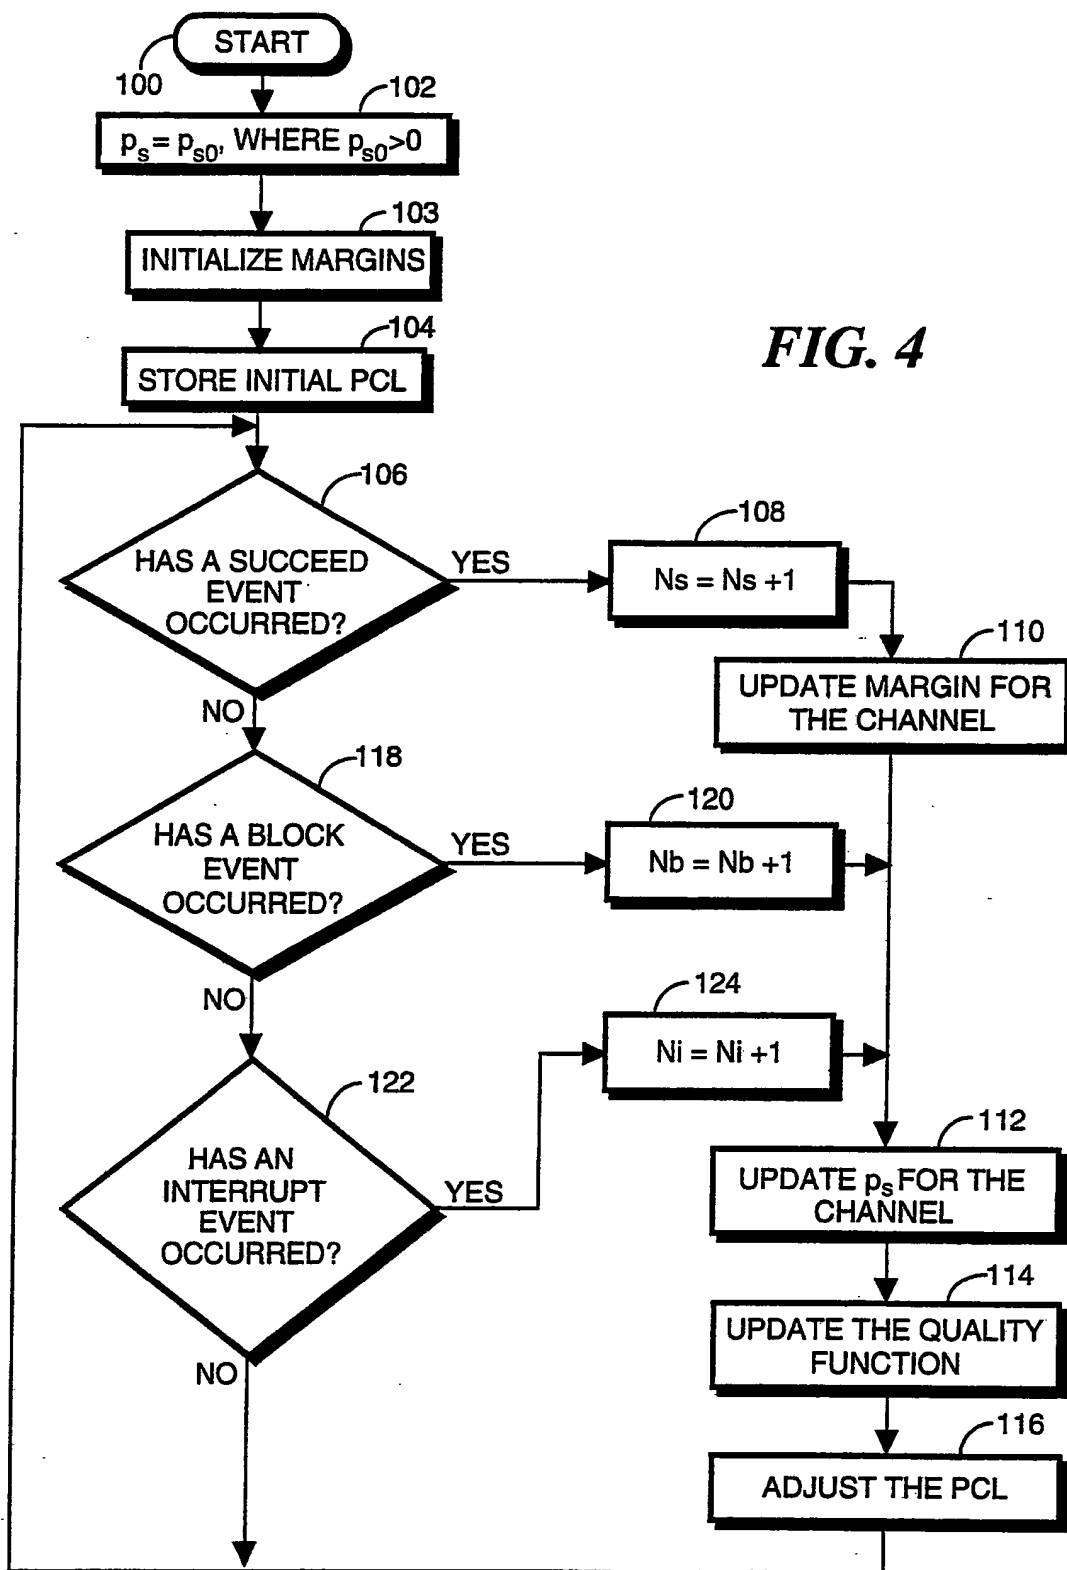 START
100
102
ps = ps0, WHERE ps0>0
103
INITIALIZE MARGINS
104
STORE INITIAL PCL
FIG. 4
106
HAS A SUCCEED
EVENT
OCCURRED?
YES
108
Ns = Ns +1
110
UPDATE MARGIN FOR
THE CHANNEL
NO
118
HAS A BLOCK
EVENT
OCCURRED?
YES
120
Nb = Nb +1
NO
122
HAS AN
INTERRUPT
EVENT
OCCURRED?
YES
124
Ni = Ni +1
112
UPDATE ps FOR THE
CHANNEL
114
UPDATE THE QUALITY
FUNCTION
116
ADJUST THE PCL
NO